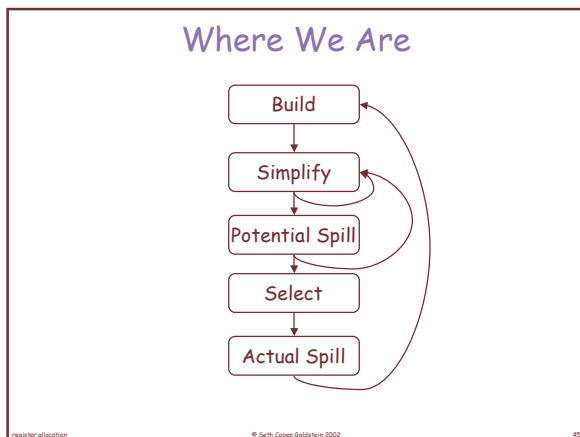 Where We Are
Build
Simplify
Potential Spill
Select
Actual Spill
register allocation
© Seth Copen Goldstein 2002
45